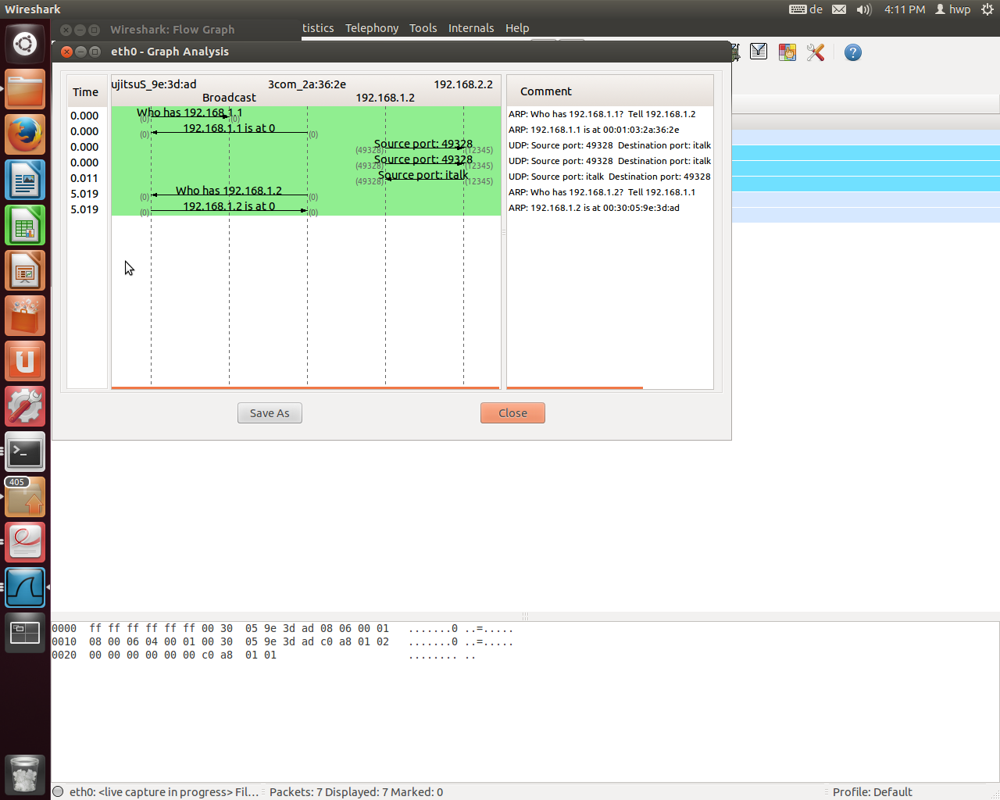 Wireshark
de
4:11 PM
hwp
Wireshark: Flow Graph
tistics Telephony Tools Internals Help
eth0 - Graph Analysis
Time
ujitsuS_9e:3d:ad 3com_2a:36:2e 192.168.2.2
Broadcast 192.168.1.2
Comment
0.000 Who has 192.168.1.1 ARP: Who has 192.168.1.1? Tell 192.168.1.2
(0) (0)
0.000 192.168.1.1 is at 0 ARP: 192.168.1.1 is at 00:01:03:2a:36:2e
(0) (0)
0.000 Source port: 49328 UDP: Source port: 49328 Destination port: italk
(49328) (12345)
0.000 Source port: 49328 UDP: Source port: 49328 Destination port: italk
(49328) (12345)
0.011 Source port: italk UDP: Source port: italk Destination port: 49328
(49328) (12345)
5.019 Who has 192.168.1.2 ARP: Who has 192.168.1.2? Tell 192.168.1.1
(0) (0)
5.019 192.168.1.2 is at 0 ARP: 192.168.1.2 is at 00:30:05:9e:3d:ad
(0) (0)
Save As
Close
405
0000 ff ff ff ff ff ff 00 30 05 9e 3d ad 08 06 00 01 .......0 ..=.....
0010 08 00 06 04 00 01 00 30 05 9e 3d ad c0 a8 01 02 .......0 ..=.....
0020 00 00 00 00 00 00 c0 a8 01 01 ........ ..
eth0: <live capture in progress> Fil... Packets: 7 Displayed: 7 Marked: 0 Profile: Default